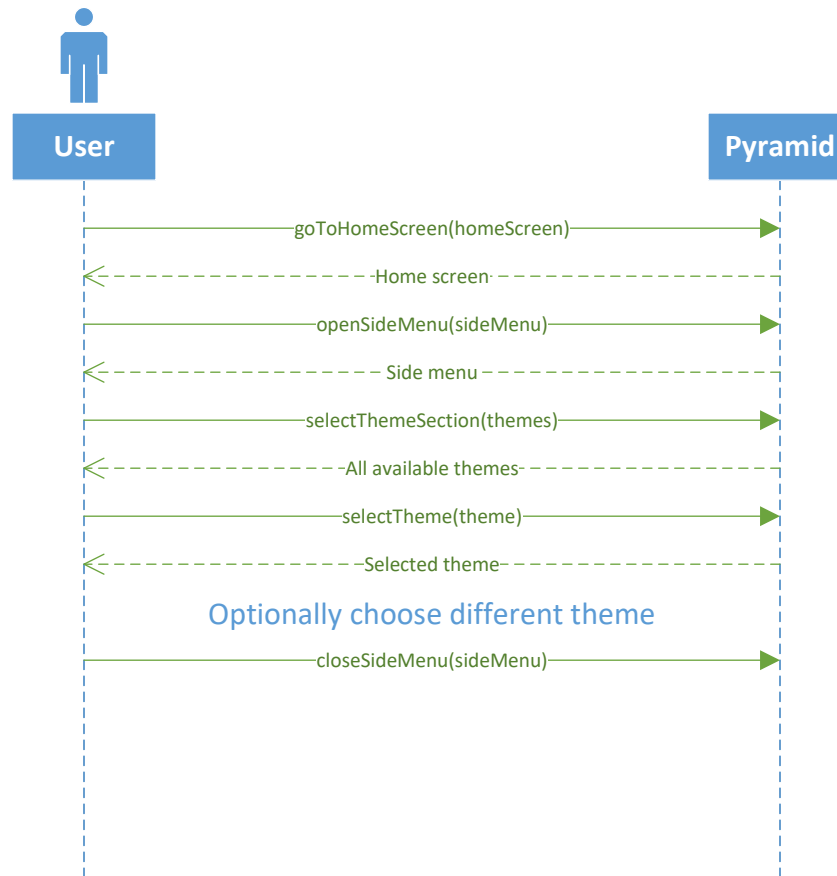 User
Pyramid
goToHomeScreen(homeScreen)
Home screen
openSideMenu(sideMenu)
Side menu
selectThemeSection(themes)
All available themes
selectTheme(theme)
Selected theme
Optionally choose different theme
closeSideMenu(sideMenu)